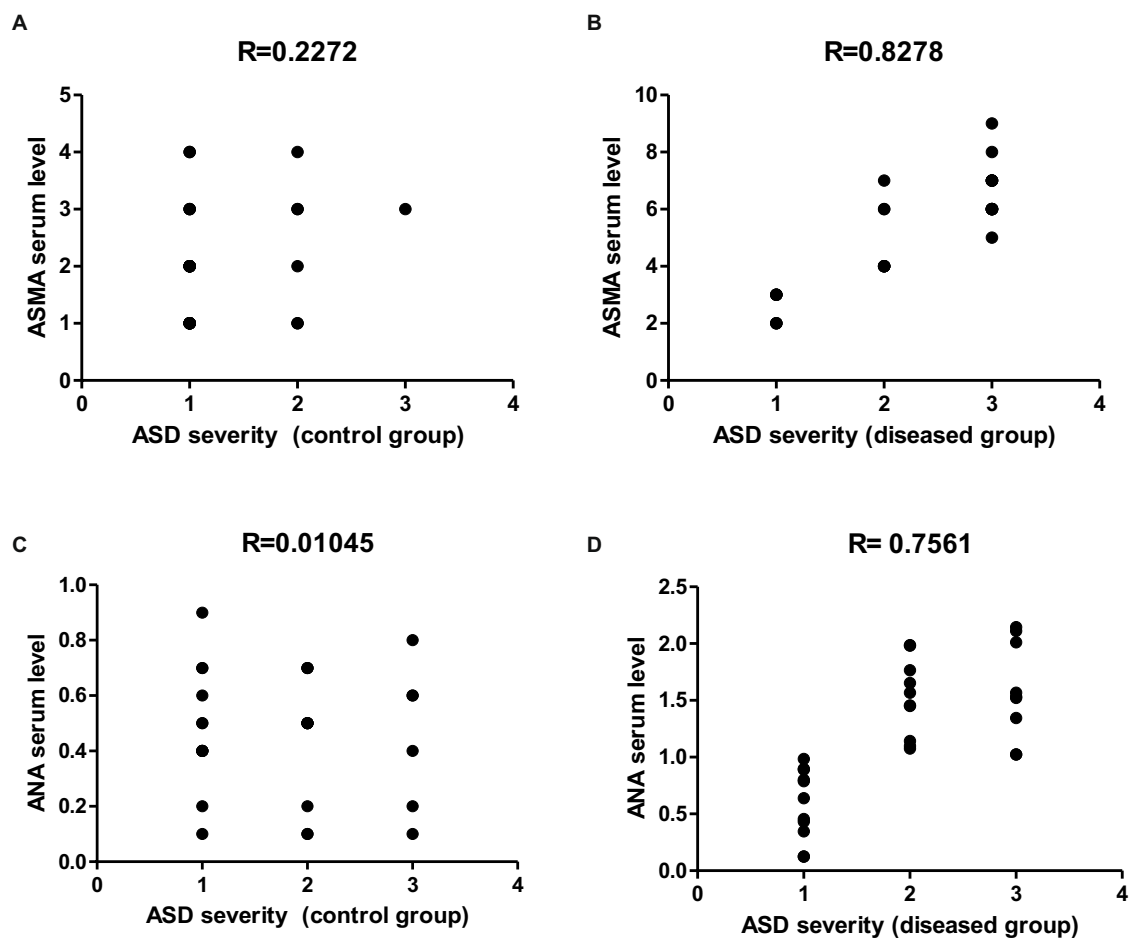 A
R=0.2272
5
4
3
2
1
0
ASMA serum level
0 1 2 3 4
ASD severity (control group)
B
R=0.8278
10
8
6
4
2
0
ASMA serum level
0 1 2 3 4
ASD severity (diseased group)
C
R=0.01045
1.0
0.8
0.6
0.4
0.2
0.0
ANA serum level
0 1 2 3 4
ASD severity (control group)
D
R= 0.7561
2.5
2.0
1.5
1.0
0.5
0.0
ANA serum level
0 1 2 3 4
ASD severity (diseased group)